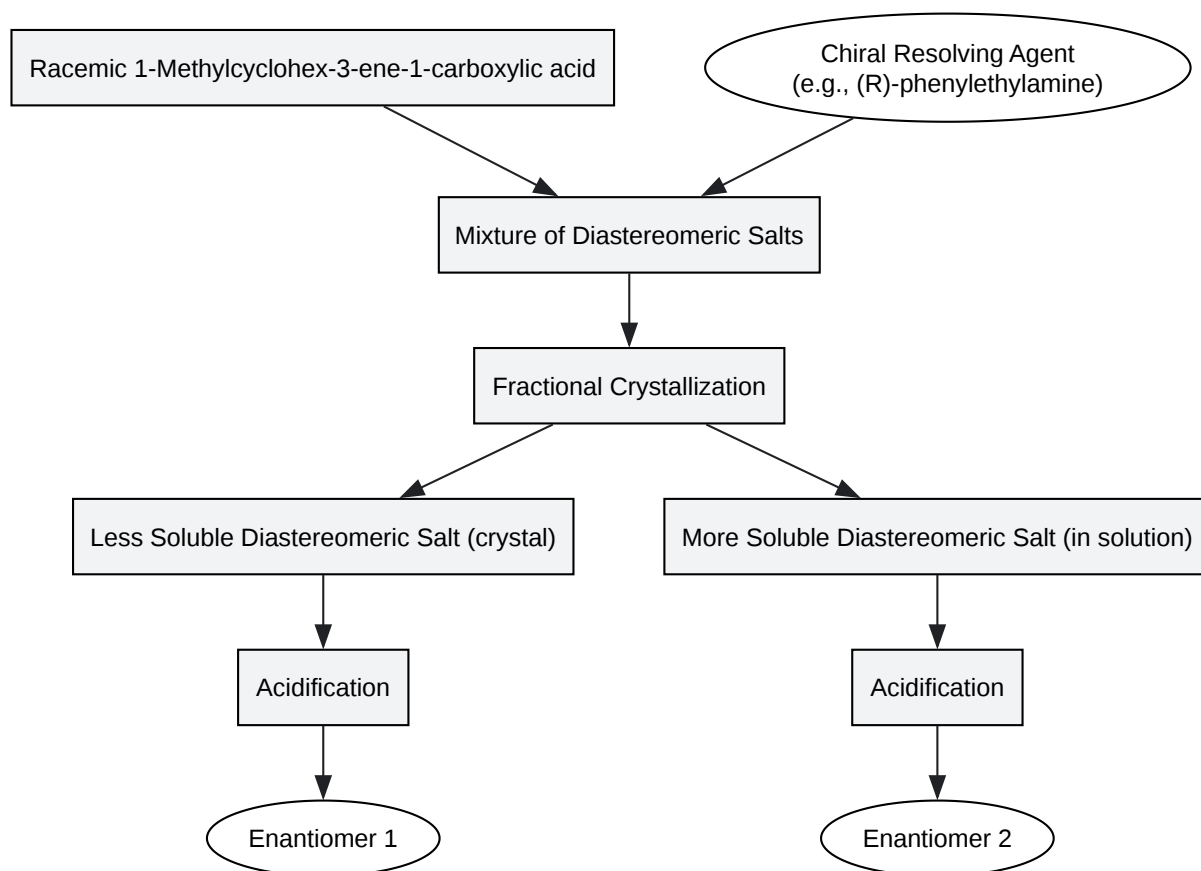 Racemic 1-Methylcyclohex-3-ene-1-carboxylic acid
Chiral Resolving Agent
(e.g., (R)-phenylethylamine)
Mixture of Diastereomeric Salts
Fractional Crystallization
Less Soluble Diastereomeric Salt (crystal)
More Soluble Diastereomeric Salt (in solution)
Acidification
Acidification
Enantiomer 1
Enantiomer 2